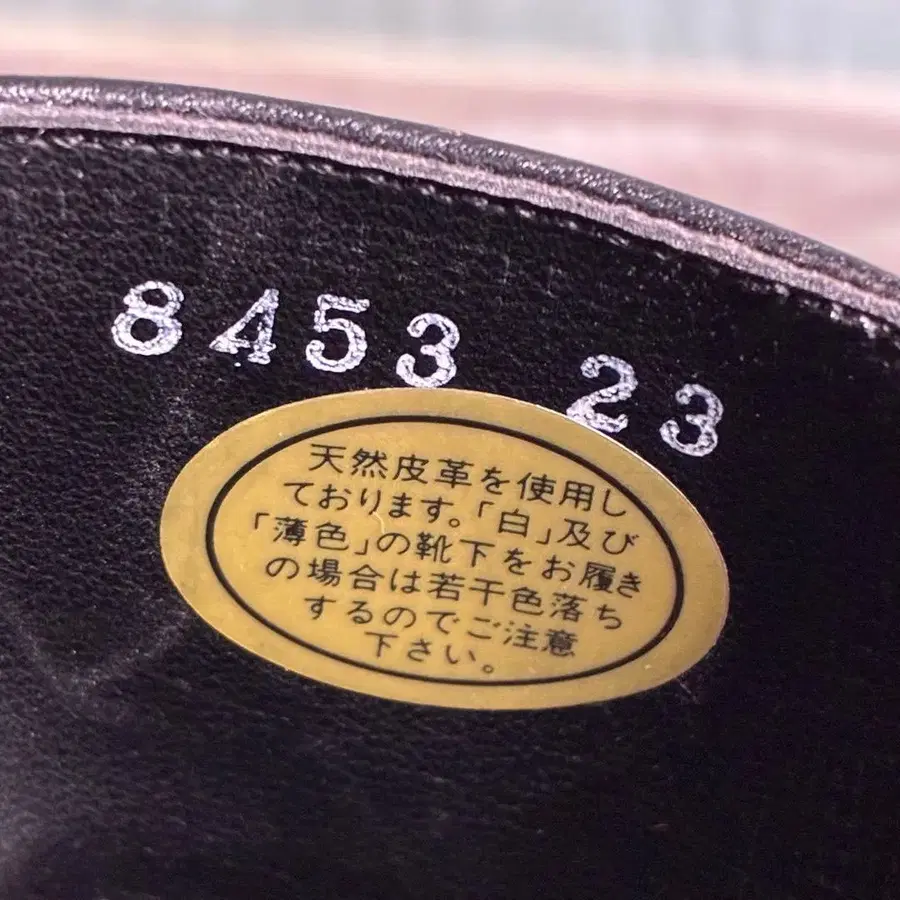 8453 23
天然皮革を使用し
ております。「白」及び
「薄色」の靴下をお履き
の場合は若干色落ち
するのでご注意
下さい。